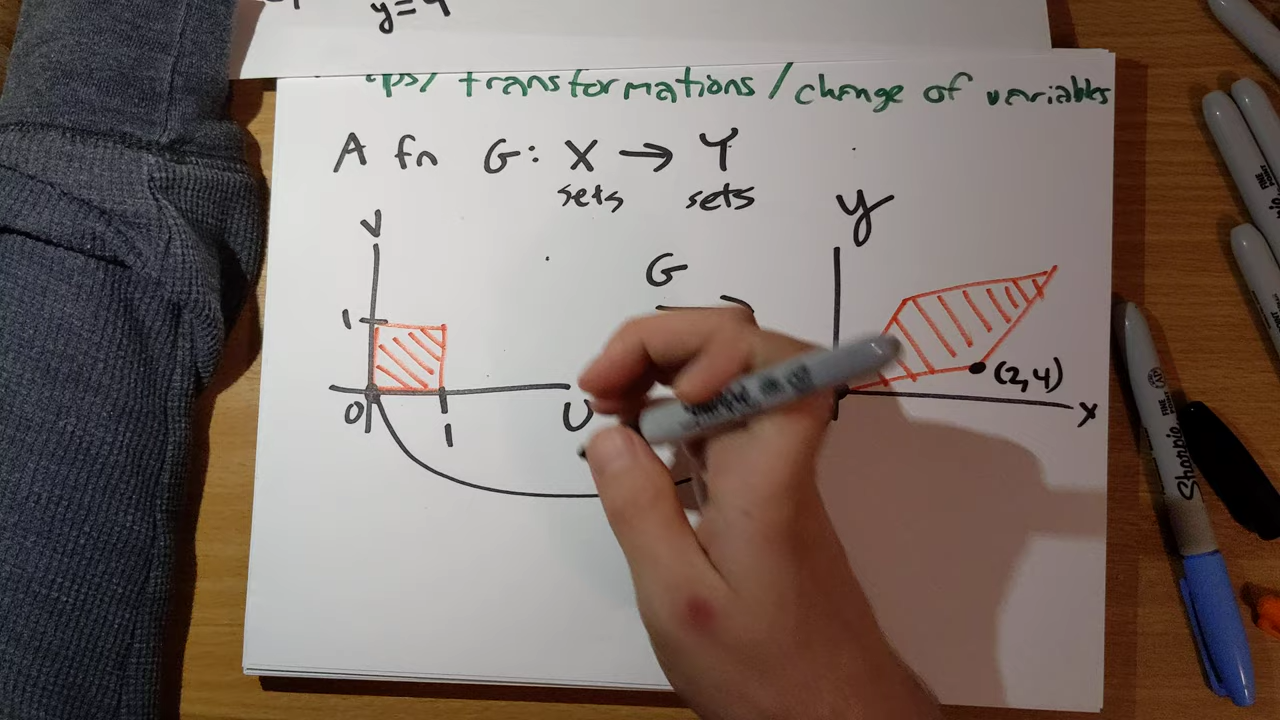 y=4
transformations / change of variables
A fn G: X → Y
sets sets
v
y
G
1
(2,4)
0
1
U
x
Sharpie